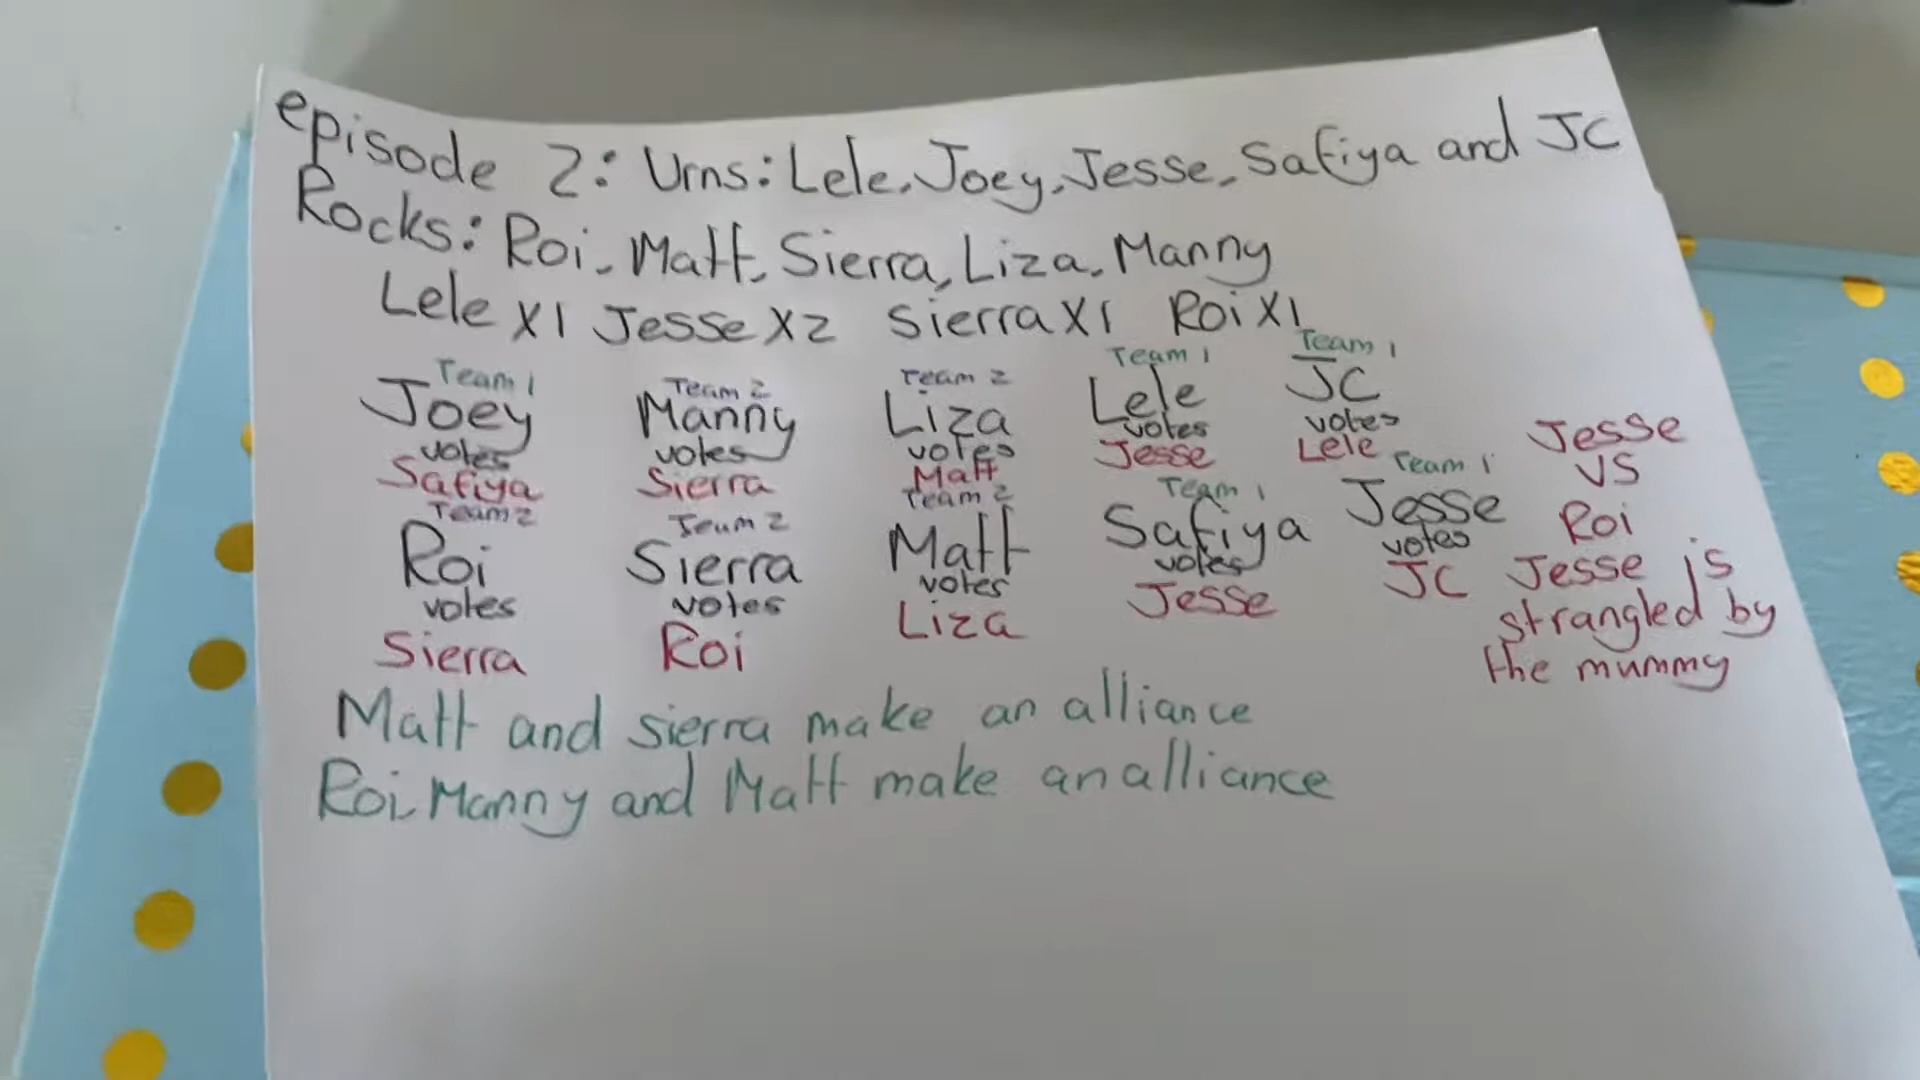 episode 2: Urns: Lele, Joey, Jesse, Safiya and JC
Rocks: Roi, Matt, Sierra, Liza, Manny
Lele X1 Jesse X2 Sierra X1 Roi X1
Team 1 Team 2 Team 2 Team 1 Team 1
Joey Manny Liza Lele JC
votes votes votes votes votes
Safiya Sierra Matt Jesse Lele
Team 2 Team 2 Team 2 Team 1 Team 1
Roi Sierra Matt Safiya Jesse
votes votes votes votes votes
Sierra Roi Liza Jesse JC
Jesse
VS
Roi
Jesse is
strangled by
the mummy
Matt and sierra make an alliance
Roi, Manny and Matt make an alliance